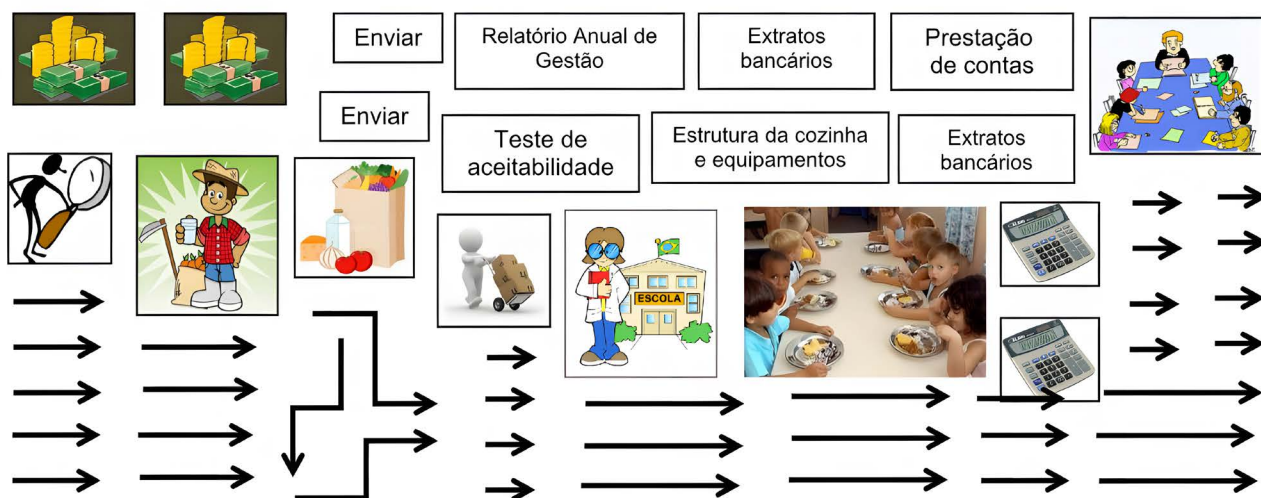 Enviar
Relatório Anual de
Gestão
Extratos
bancários
Prestação
de contas
Enviar
Teste de
aceitabilidade
Estrutura da cozinha
e equipamentos
Extratos
bancários
ESCOLA